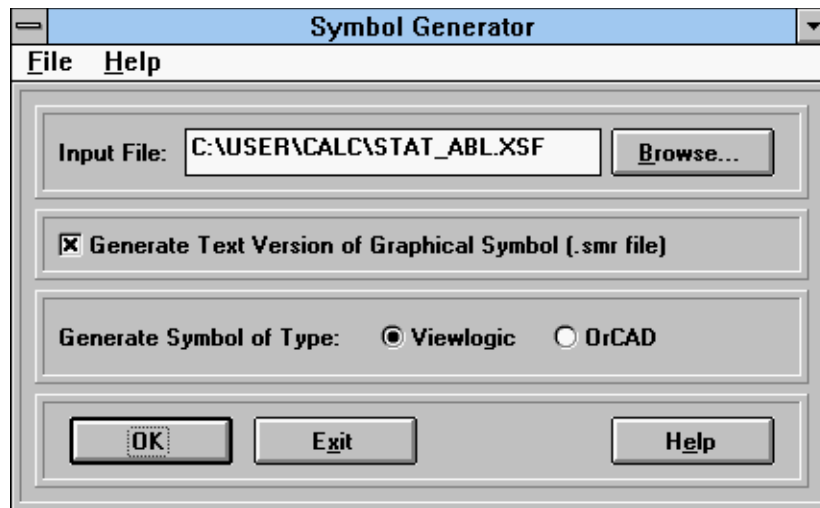 Symbol Generator
File Help
Input File: C:\USER\CALC\STAT_ABL.XSF Browse...
Generate Text Version of Graphical Symbol (.smr file)
Generate Symbol of Type: Viewlogic OrCAD
OK Exit Help